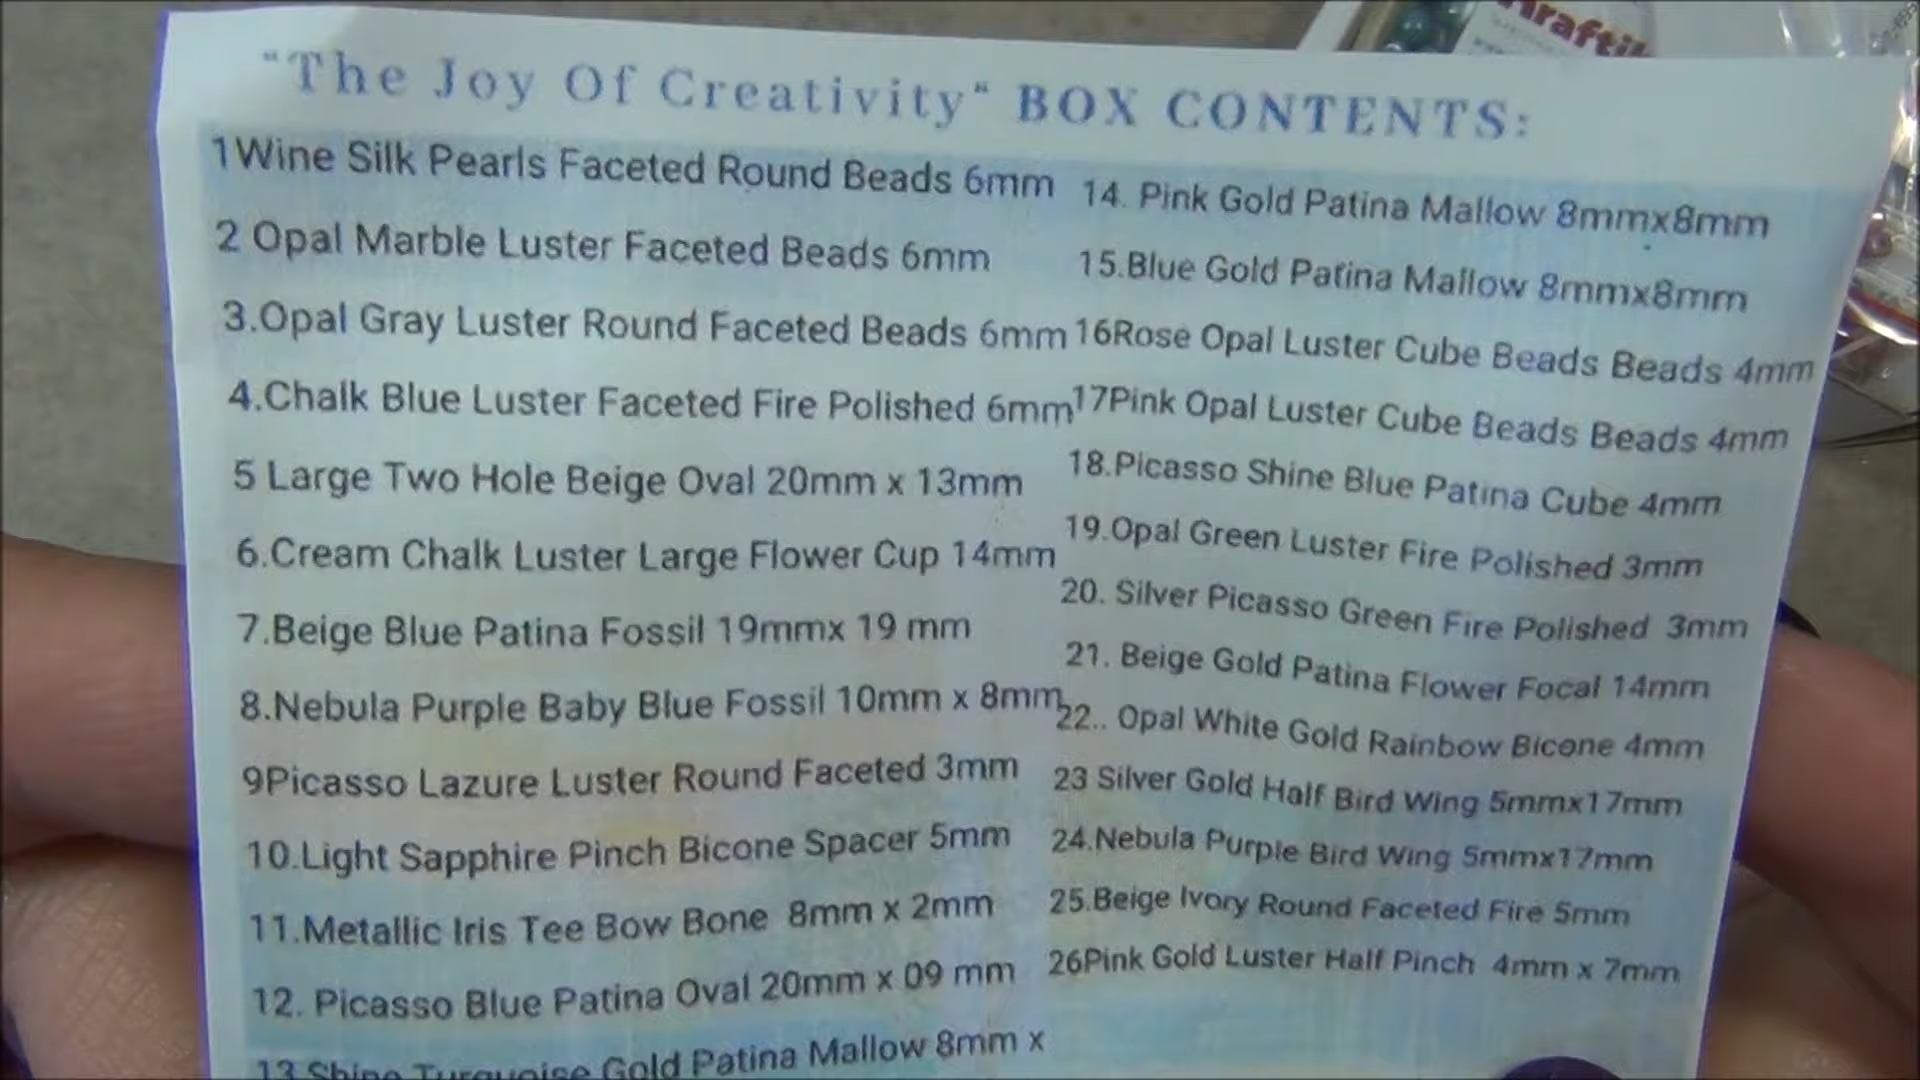 "The Joy Of Creativity" BOX CONTENTS:
1Wine Silk Pearls Faceted Round Beads 6mm
2 Opal Marble Luster Faceted Beads 6mm
3.Opal Gray Luster Round Faceted Beads 6mm
4.Chalk Blue Luster Faceted Fire Polished 6mm
5 Large Two Hole Beige Oval 20mm x 13mm
6.Cream Chalk Luster Large Flower Cup 14mm
7.Beige Blue Patina Fossil 19mmx 19 mm
8.Nebula Purple Baby Blue Fossil 10mm x 8mm
9Picasso Lazure Luster Round Faceted 3mm
10.Light Sapphire Pinch Bicone Spacer 5mm
11.Metallic Iris Tee Bow Bone 8mm x 2mm
12. Picasso Blue Patina Oval 20mm x 09 mm
13 Shine Turquoise Gold Patina Mallow 8mm x
14. Pink Gold Patina Mallow 8mmx8mm
15.Blue Gold Patina Mallow 8mmx8mm
16Rose Opal Luster Cube Beads Beads 4mm
17Pink Opal Luster Cube Beads Beads 4mm
18.Picasso Shine Blue Patina Cube 4mm
19.Opal Green Luster Fire Polished 3mm
20. Silver Picasso Green Fire Polished 3mm
21. Beige Gold Patina Flower Focal 14mm
22.. Opal White Gold Rainbow Bicone 4mm
23 Silver Gold Half Bird Wing 5mmx17mm
24.Nebula Purple Bird Wing 5mmx17mm
25.Beige Ivory Round Faceted Fire 5mm
26Pink Gold Luster Half Pinch 4mm x 7mm